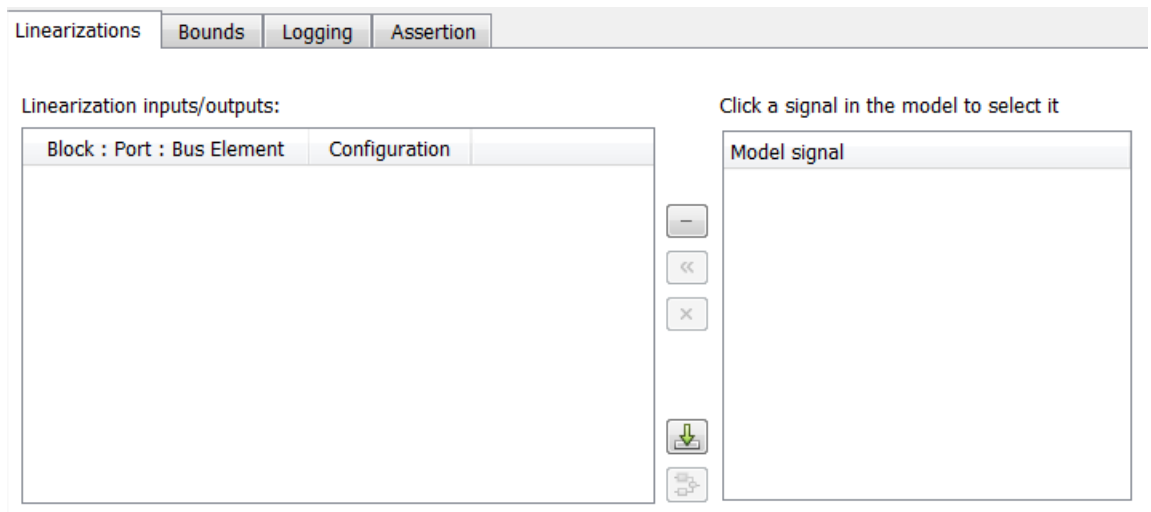 Linearizations Bounds Logging Assertion
Linearization inputs/outputs: Click a signal in the model to select it
Block : Port : Bus Element Configuration Model signal